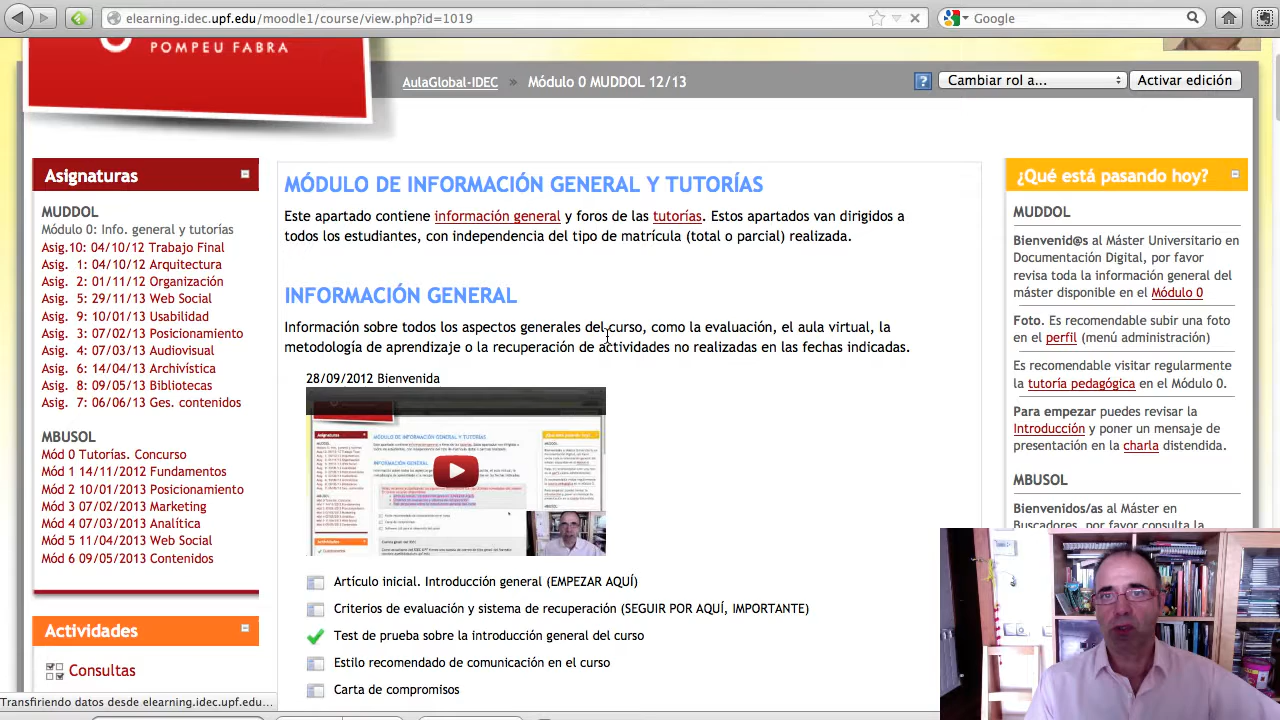 elearning.idec.upf.edu/moodle1/course/view.php?id=1019
Google
POMPEU FABRA
AulaGlobal-IDEC » Módulo 0 MUDDOL 12/13
? Cambiar rol a... Activar edición
Asignaturas
MUDDOL
Módulo 0: Info. general y tutorías
Asig.10: 04/10/12 Trabajo Final
Asig. 1: 04/10/12 Arquitectura
Asig. 2: 01/11/12 Organización
Asig. 5: 29/11/13 Web Social
Asig. 9: 10/01/13 Usabilidad
Asig. 3: 07/02/13 Posicionamiento
Asig. 4: 07/03/13 Audiovisual
Asig. 6: 14/04/13 Archivística
Asig. 8: 09/05/13 Bibliotecas
Asig. 7: 06/06/13 Ges. contenidos
MBUSOL
Mod 0 Tutorias. Concurso
Mod 1 14/11/2012 Fundamentos
Mod 2 10/01/2013 Posicionamiento
Mod 3 07/02/2013 Marketing
Mod 4 07/03/2013 Analítica
Mod 5 11/04/2013 Web Social
Mod 6 09/05/2013 Contenidos
Actividades
Consultas
MÓDULO DE INFORMACIÓN GENERAL Y TUTORÍAS
Este apartado contiene información general y foros de las tutorías. Estos apartados van dirigidos a
todos los estudiantes, con independencia del tipo de matrícula (total o parcial) realizada.
INFORMACIÓN GENERAL
Información sobre todos los aspectos generales del curso, como la evaluación, el aula virtual, la
metodología de aprendizaje o la recuperación de actividades no realizadas en las fechas indicadas.
28/09/2012 Bienvenida
Artículo inicial. Introducción general (EMPEZAR AQUÍ)
Criterios de evaluación y sistema de recuperación (SEGUIR POR AQUÍ, IMPORTANTE)
Test de prueba sobre la introducción general del curso
Estilo recomendado de comunicación en el curso
Carta de compromisos
¿Qué está pasando hoy?
MUDDOL
Bienvenid@s al Máster Universitario en
Documentación Digital, por favor
revisa toda la información general del
máster disponible en el Módulo 0
Foto. Es recomendable subir una foto
en el perfil (menú administración)
Es recomendable visitar regularmente
la tutoría pedagógica en el Módulo 0.
Para empezar puedes revisar la
Introducción y poner un mensaje de
presentación en la charla distendida.
MBUSOL
Bienvenidos/as al Máster en
Buscadores, por favor consulta la
Transfiriendo datos desde elearning.idec.upf.edu...